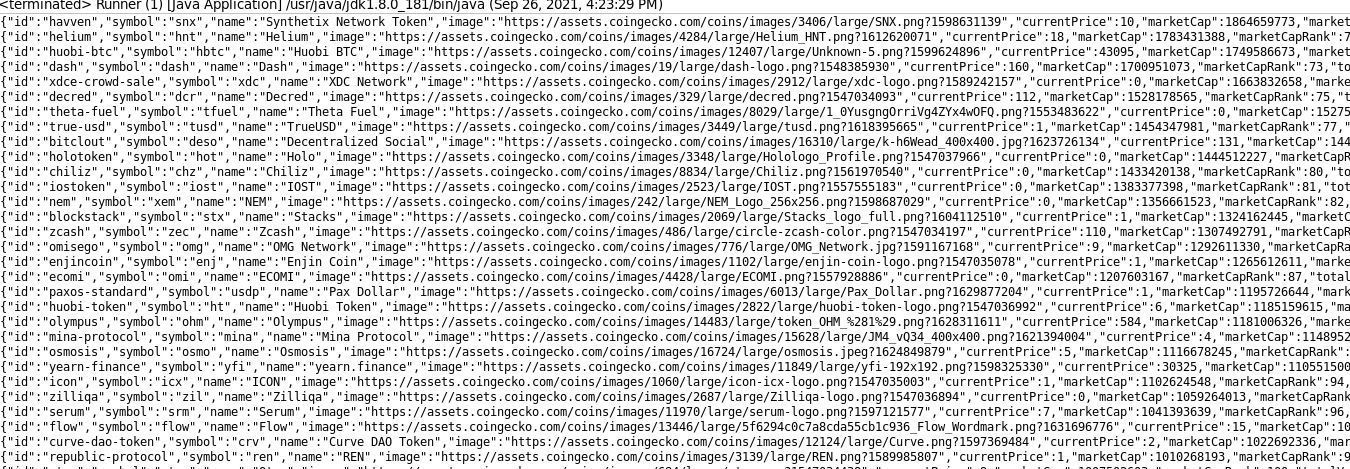 <terminated> Runner (1) [Java Application] /usr/java/jdk1.8.0_181/bin/java (Sep 26, 2021, 4:23:29 PM)
{"id":"havven","symbol":"snx","name":"Synthetix Network Token","image":"https://assets.coingecko.com/coins/images/3406/large/SNX.png?1598631139","currentPrice":10,"marketCap":1864659773,"market
{"id":"helium","symbol":"hnt","name":"Helium","image":"https://assets.coingecko.com/coins/images/4284/large/Helium_HNT.png?1612620071","currentPrice":18,"marketCap":1783431388,"marketCapRank":7
{"id":"huobi-btc","symbol":"hbtc","name":"Huobi BTC","image":"https://assets.coingecko.com/coins/images/12407/large/Unknown-5.png?1599624896","currentPrice":43095,"marketCap":1749586673,"market
{"id":"dash","symbol":"dash","name":"Dash","image":"https://assets.coingecko.com/coins/images/19/large/dash-logo.png?1548385930","currentPrice":160,"marketCap":1700951073,"marketCapRank":73,"to
{"id":"xdce-crowd-sale","symbol":"xdc","name":"XDC Network","image":"https://assets.coingecko.com/coins/images/2912/large/xdc-logo.png?1589242157","currentPrice":0,"marketCap":1663832658,"market
{"id":"decred","symbol":"dcr","name":"Decred","image":"https://assets.coingecko.com/coins/images/329/large/decred.png?1547034093","currentPrice":112,"marketCap":1528178565,"marketCapRank":75,"t
{"id":"theta-fuel","symbol":"tfuel","name":"Theta Fuel","image":"https://assets.coingecko.com/coins/images/8029/large/1_0YusgngOrriVg4ZYx4wOFQ.png?1553483622","currentPrice":0,"marketCap":15275
{"id":"true-usd","symbol":"tusd","name":"TrueUSD","image":"https://assets.coingecko.com/coins/images/3449/large/tusd.png?1618395665","currentPrice":1,"marketCap":1454347981,"marketCapRank":77,"
{"id":"bitclout","symbol":"deso","name":"Decentralized Social","image":"https://assets.coingecko.com/coins/images/16310/large/k-h6Wead_400x400.jpg?1623726134","currentPrice":131,"marketCap":144
{"id":"holotoken","symbol":"hot","name":"Holo","image":"https://assets.coingecko.com/coins/images/3348/large/Holologo_Profile.png?1547037966","currentPrice":0,"marketCap":1444512227,"marketCapR
{"id":"chiliz","symbol":"chz","name":"Chiliz","image":"https://assets.coingecko.com/coins/images/8834/large/Chiliz.png?1561970540","currentPrice":0,"marketCap":1433420138,"marketCapRank":80,"to
{"id":"iostoken","symbol":"iost","name":"IOST","image":"https://assets.coingecko.com/coins/images/2523/large/IOST.png?1557555183","currentPrice":0,"marketCap":1383377398,"marketCapRank":81,"tot
{"id":"nem","symbol":"xem","name":"NEM","image":"https://assets.coingecko.com/coins/images/242/large/NEM_Logo_256x256.png?1598687029","currentPrice":0,"marketCap":1356661523,"marketCapRank":82,
{"id":"blockstack","symbol":"stx","name":"Stacks","image":"https://assets.coingecko.com/coins/images/2069/large/Stacks_logo_full.png?1604112510","currentPrice":1,"marketCap":1324162445,"marketC
{"id":"zcash","symbol":"zec","name":"Zcash","image":"https://assets.coingecko.com/coins/images/486/large/circle-zcash-color.png?1547034197","currentPrice":110,"marketCap":1307492791,"marketCapR
{"id":"omisego","symbol":"omg","name":"OMG Network","image":"https://assets.coingecko.com/coins/images/776/large/OMG_Network.jpg?1591167168","currentPrice":9,"marketCap":1292611330,"marketCapRa
{"id":"enjincoin","symbol":"enj","name":"Enjin Coin","image":"https://assets.coingecko.com/coins/images/1102/large/enjin-coin-logo.png?1547035078","currentPrice":1,"marketCap":1265612611,"marke
{"id":"ecomi","symbol":"omi","name":"ECOMI","image":"https://assets.coingecko.com/coins/images/4428/large/ECOMI.png?1557928886","currentPrice":0,"marketCap":1207603167,"marketCapRank":87,"total
{"id":"paxos-standard","symbol":"usdp","name":"Pax Dollar","image":"https://assets.coingecko.com/coins/images/6013/large/Pax_Dollar.png?1629877204","currentPrice":1,"marketCap":1195726644,"mark
{"id":"huobi-token","symbol":"ht","name":"Huobi Token","image":"https://assets.coingecko.com/coins/images/2822/large/huobi-token-logo.png?1547036992","currentPrice":6,"marketCap":1185159615,"mar
{"id":"olympus","symbol":"ohm","name":"Olympus","image":"https://assets.coingecko.com/coins/images/14483/large/token_OHM_%281%29.png?1628311611","currentPrice":584,"marketCap":1181006326,"marke
{"id":"mina-protocol","symbol":"mina","name":"Mina Protocol","image":"https://assets.coingecko.com/coins/images/15628/large/JM4_vQ34_400x400.png?1621394004","currentPrice":4,"marketCap":1148952
{"id":"osmosis","symbol":"osmo","name":"Osmosis","image":"https://assets.coingecko.com/coins/images/16724/large/osmosis.jpeg?1624849879","currentPrice":5,"marketCap":1116678245,"marketCapRank":
{"id":"yearn-finance","symbol":"yfi","name":"yearn.finance","image":"https://assets.coingecko.com/coins/images/11849/large/yfi-192x192.png?1598325330","currentPrice":30325,"marketCap":110551500
{"id":"icon","symbol":"icx","name":"ICON","image":"https://assets.coingecko.com/coins/images/1060/large/icon-icx-logo.png?1547035003","currentPrice":1,"marketCap":1102624548,"marketCapRank":94,
{"id":"zilliqa","symbol":"zil","name":"Zilliqa","image":"https://assets.coingecko.com/coins/images/2687/large/Zilliqa-logo.png?1547036894","currentPrice":0,"marketCap":1059264013,"marketCapRank
{"id":"serum","symbol":"srm","name":"Serum","image":"https://assets.coingecko.com/coins/images/11970/large/serum-logo.png?1597121577","currentPrice":7,"marketCap":1041393639,"marketCapRank":96,
{"id":"flow","symbol":"flow","name":"Flow","image":"https://assets.coingecko.com/coins/images/13446/large/5f6294c0c7a8cda55cb1c936_Flow_Wordmark.png?1631696776","currentPrice":15,"marketCap":10
{"id":"curve-dao-token","symbol":"crv","name":"Curve DAO Token","image":"https://assets.coingecko.com/coins/images/12124/large/Curve.png?1597369484","currentPrice":2,"marketCap":1022692336,"mar
{"id":"republic-protocol","symbol":"ren","name":"REN","image":"https://assets.coingecko.com/coins/images/3139/large/REN.png?1589985807","currentPrice":1,"marketCap":1010268193,"marketCapRank":9